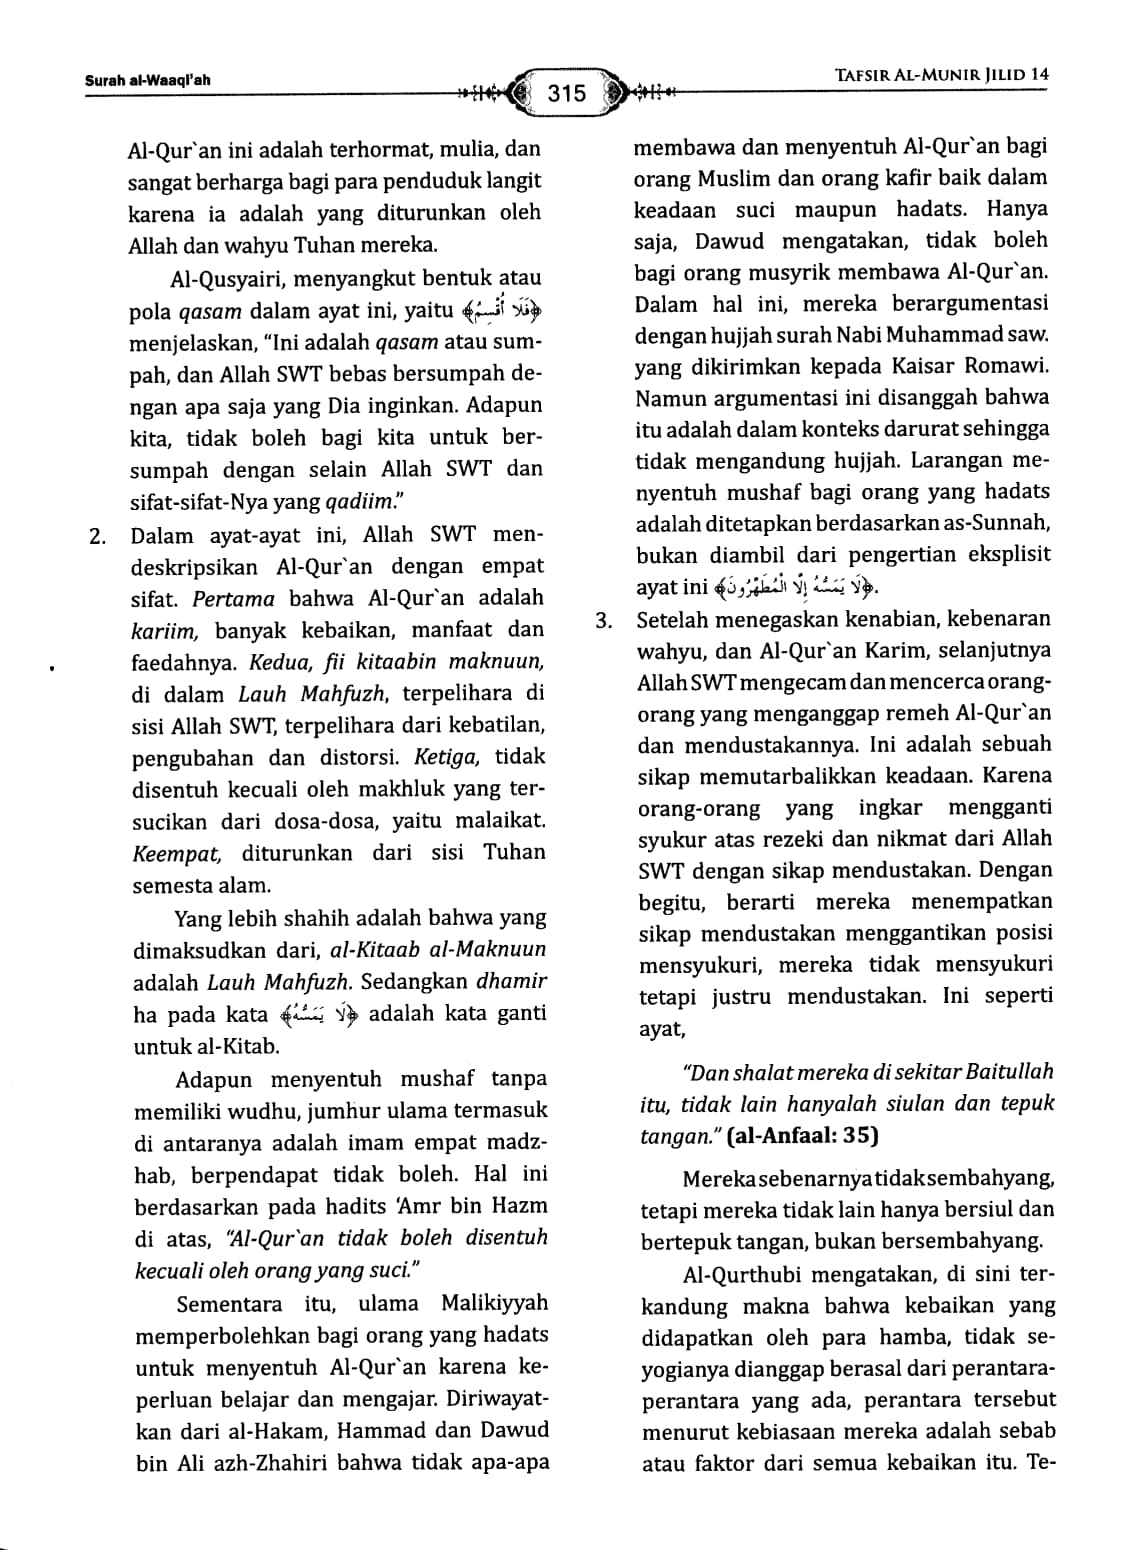 Surah al-Waaqi'ah
315
TAFSIR AL-MUNIR JILID 14
Al-Qur`an ini adalah terhormat, mulia, dan
sangat berharga bagi para penduduk langit
karena ia adalah yang diturunkan oleh
Allah dan wahyu Tuhan mereka.
Al-Qusyairi, menyangkut bentuk atau
pola qasam dalam ayat ini, yaitu ﴿فَلَا أُقْسِمُ﴾
menjelaskan, “Ini adalah qasam atau sum-
pah, dan Allah SWT bebas bersumpah de-
ngan apa saja yang Dia inginkan. Adapun
kita, tidak boleh bagi kita untuk ber-
sumpah dengan selain Allah SWT dan
sifat-sifat-Nya yang qadiim.”
2. Dalam ayat-ayat ini, Allah SWT men-
deskripsikan Al-Qur`an dengan empat
sifat. Pertama bahwa Al-Qur`an adalah
kariim, banyak kebaikan, manfaat dan
faedahnya. Kedua, fii kitaabin maknuun,
di dalam Lauh Mahfuzh, terpelihara di
sisi Allah SWT, terpelihara dari kebatilan,
pengubahan dan distorsi. Ketiga, tidak
disentuh kecuali oleh makhluk yang ter-
sucikan dari dosa-dosa, yaitu malaikat.
Keempat, diturunkan dari sisi Tuhan
semesta alam.
Yang lebih shahih adalah bahwa yang
dimaksudkan dari, al-Kitaab al-Maknuun
adalah Lauh Mahfuzh. Sedangkan dhamir
ha pada kata ﴿لَا يَمَسُّهُ﴾ adalah kata ganti
untuk al-Kitab.
Adapun menyentuh mushaf tanpa
memiliki wudhu, jumhur ulama termasuk
di antaranya adalah imam empat madz-
hab, berpendapat tidak boleh. Hal ini
berdasarkan pada hadits ‘Amr bin Hazm
di atas, “Al-Qur`an tidak boleh disentuh
kecuali oleh orang yang suci.”
Sementara itu, ulama Malikiyyah
memperbolehkan bagi orang yang hadats
untuk menyentuh Al-Qur`an karena ke-
perluan belajar dan mengajar. Diriwayat-
kan dari al-Hakam, Hammad dan Dawud
bin Ali azh-Zhahiri bahwa tidak apa-apa
membawa dan menyentuh Al-Qur`an bagi
orang Muslim dan orang kafir baik dalam
keadaan suci maupun hadats. Hanya
saja, Dawud mengatakan, tidak boleh
bagi orang musyrik membawa Al-Qur`an.
Dalam hal ini, mereka berargumentasi
dengan hujjah surah Nabi Muhammad saw.
yang dikirimkan kepada Kaisar Romawi.
Namun argumentasi ini disanggah bahwa
itu adalah dalam konteks darurat sehingga
tidak mengandung hujjah. Larangan me-
nyentuh mushaf bagi orang yang hadats
adalah ditetapkan berdasarkan as-Sunnah,
bukan diambil dari pengertian eksplisit
ayat ini ﴿لَا يَمَسُّهُ إِلَّا الْمُطَهَّرُونَ﴾.
3. Setelah menegaskan kenabian, kebenaran
wahyu, dan Al-Qur`an Karim, selanjutnya
Allah SWT mengecam dan mencerca orang-
orang yang menganggap remeh Al-Qur`an
dan mendustakannya. Ini adalah sebuah
sikap memutarbalikkan keadaan. Karena
orang-orang yang ingkar mengganti
syukur atas rezeki dan nikmat dari Allah
SWT dengan sikap mendustakan. Dengan
begitu, berarti mereka menempatkan
sikap mendustakan menggantikan posisi
mensyukuri, mereka tidak mensyukuri
tetapi justru mendustakan. Ini seperti
ayat,
“Dan shalat mereka di sekitar Baitullah
itu, tidak lain hanyalah siulan dan tepuk
tangan.” (al-Anfaal: 35)
Mereka sebenarnya tidak sembahyang,
tetapi mereka tidak lain hanya bersiul dan
bertepuk tangan, bukan bersembahyang.
Al-Qurthubi mengatakan, di sini ter-
kandung makna bahwa kebaikan yang
didapatkan oleh para hamba, tidak se-
yogianya dianggap berasal dari perantara-
perantara yang ada, perantara tersebut
menurut kebiasaan mereka adalah sebab
atau faktor dari semua kebaikan itu. Te-